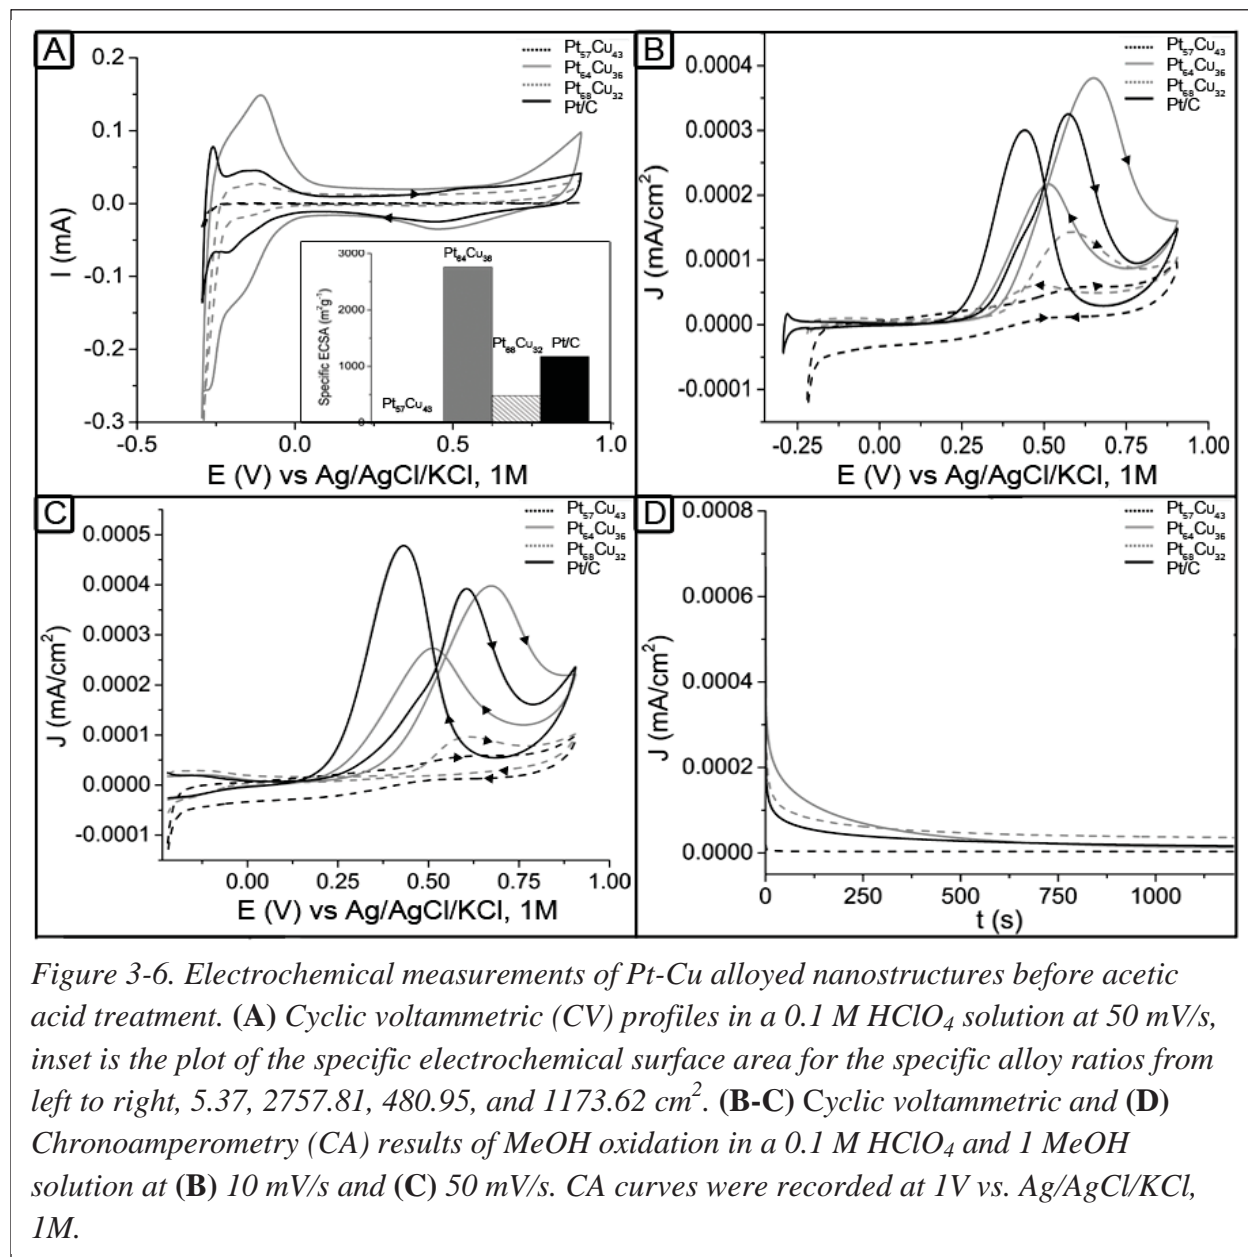 A
Pt57Cu43
Pt64Cu36
Pt68Cu32
Pt/C
0.2
0.1
0.0
-0.1
-0.2
-0.3
I (mA)
-0.5
0.0
0.5
1.0
E (V) vs Ag/AgCl/KCl, 1M
3000
2000
1000
0
Specific ECSA (m2g-1)
Pt57Cu43
Pt64Cu36
Pt68Cu32
Pt/C
B
Pt57Cu43
Pt64Cu36
Pt68Cu32
Pt/C
0.0004
0.0003
0.0002
0.0001
0.0000
-0.0001
J (mA/cm2)
-0.25
0.00
0.25
0.50
0.75
1.00
E (V) vs Ag/AgCl/KCl, 1M
C
Pt57Cu43
Pt64Cu36
Pt68Cu32
Pt/C
0.0005
0.0004
0.0003
0.0002
0.0001
0.0000
-0.0001
J (mA/cm2)
0.00
0.25
0.50
0.75
1.00
E (V) vs Ag/AgCl/KCl, 1M
D
Pt57Cu43
Pt64Cu36
Pt68Cu32
Pt/C
0.0008
0.0006
0.0004
0.0002
0.0000
J (mA/cm2)
0
250
500
750
1000
t (s)
Figure 3-6. Electrochemical measurements of Pt-Cu alloyed nanostructures before acetic
acid treatment. (A) Cyclic voltammetric (CV) profiles in a 0.1 M HClO4 solution at 50 mV/s,
inset is the plot of the specific electrochemical surface area for the specific alloy ratios from
left to right, 5.37, 2757.81, 480.95, and 1173.62 cm2. (B-C) Cyclic voltammetric and (D)
Chronoamperometry (CA) results of MeOH oxidation in a 0.1 M HClO4 and 1 MeOH
solution at (B) 10 mV/s and (C) 50 mV/s. CA curves were recorded at 1V vs. Ag/AgCl/KCl,
1M.